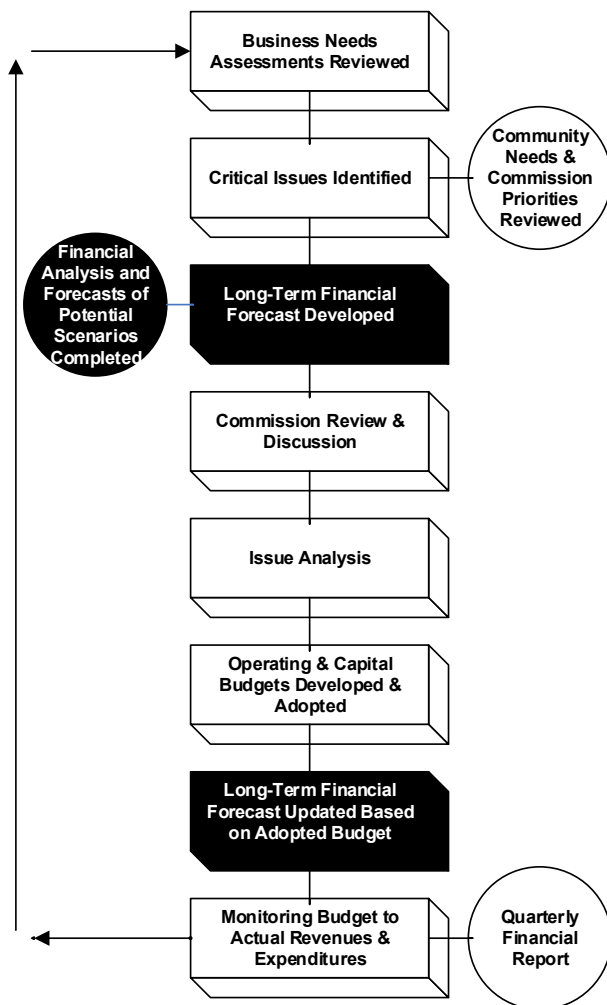 Business Needs
Assessments Reviewed
Critical Issues Identified
Community
Needs &
Commission
Priorities
Reviewed
Financial
Analysis and
Forecasts of
Potential
Scenarios
Completed
Long-Term Financial
Forecast Developed
Commission Review &
Discussion
Issue Analysis
Operating & Capital
Budgets Developed &
Adopted
Long-Term Financial
Forecast Updated Based
on Adopted Budget
Monitoring Budget to
Actual Revenues &
Expenditures
Quarterly
Financial
Report